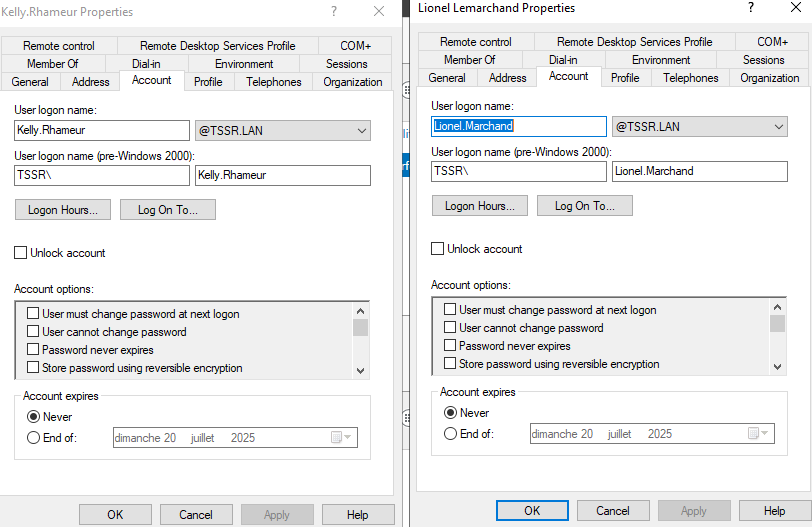 Kelly.Rhameur Properties
?
Remote control Remote Desktop Services Profile COM+
Member Of Dial-in Environment Sessions
General Address Account Profile Telephones Organization
User logon name:
Kelly.Rhameur @TSSR.LAN
User logon name (pre-Windows 2000):
TSSR\ Kelly.Rhameur
Logon Hours... Log On To...
Unlock account
Account options:
User must change password at next logon
User cannot change password
Password never expires
Store password using reversible encryption
Account expires
Never
End of: dimanche 20 juillet 2025
OK Cancel Apply Help
Lionel Lemarchand Properties
?
Remote control Remote Desktop Services Profile COM+
Member Of Dial-in Environment Sessions
General Address Account Profile Telephones Organization
User logon name:
Lionel.Marchand @TSSR.LAN
User logon name (pre-Windows 2000):
TSSR\ Lionel.Marchand
Logon Hours... Log On To...
Unlock account
Account options:
User must change password at next logon
User cannot change password
Password never expires
Store password using reversible encryption
Account expires
Never
End of: dimanche 20 juillet 2025
OK Cancel Apply Help